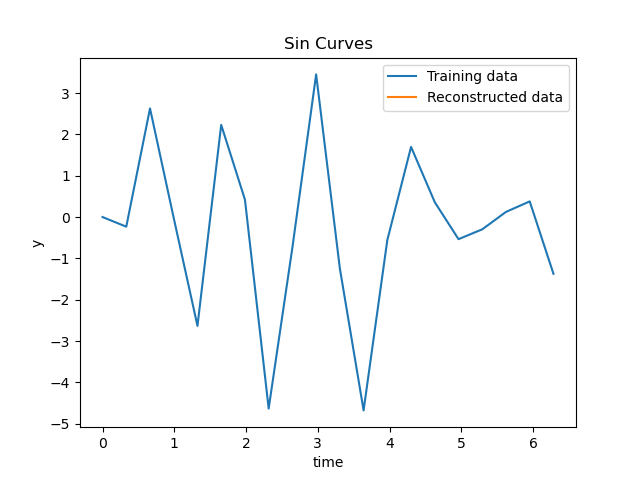 Sin Curves
Training data
Reconstructed data
3
2
1
0
−1
−2
−3
−4
−5
y
0 1 2 3 4 5 6
time